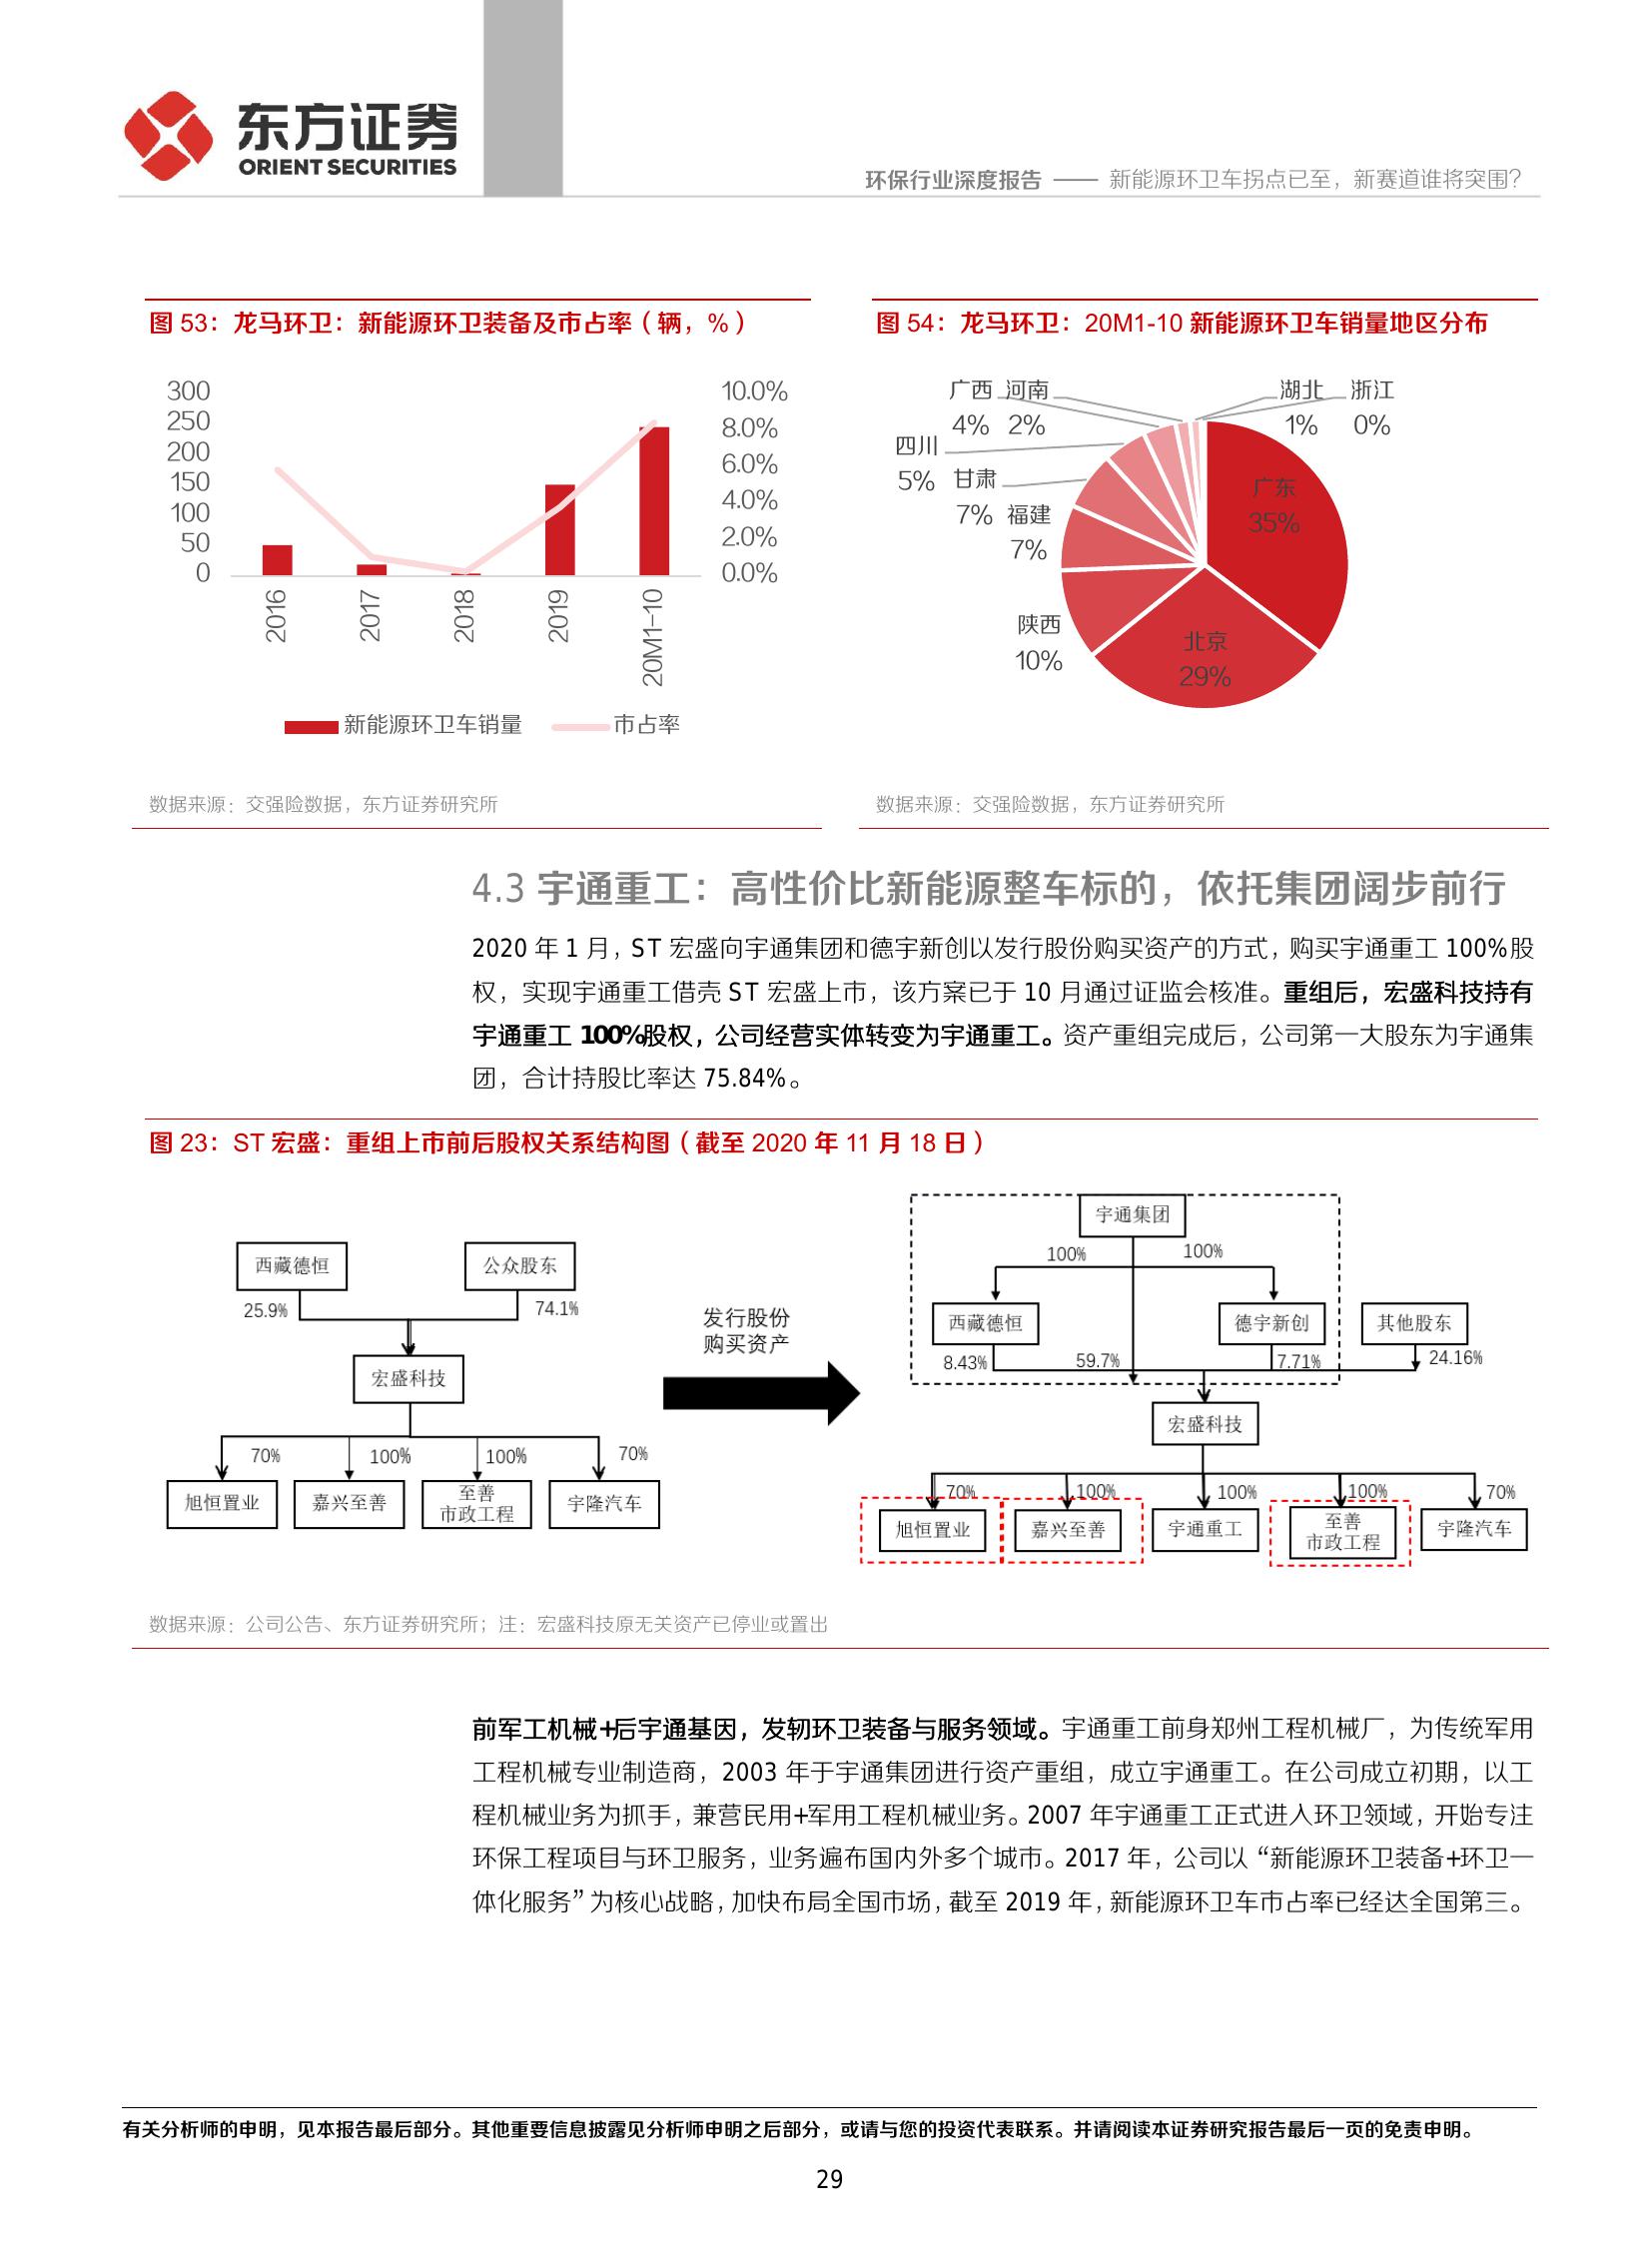 东方证券
ORIENT SECURITIES
环保行业深度报告 —— 新能源环卫车拐点已至，新赛道谁将突围？
图 53：龙马环卫：新能源环卫装备及市占率（辆，%）
300
250
200
150
100
50
0
10.0%
8.0%
6.0%
4.0%
2.0%
0.0%
2016
2017
2018
2019
20M1-10
新能源环卫车销量
市占率
数据来源：交强险数据，东方证券研究所
图 54：龙马环卫：20M1-10 新能源环卫车销量地区分布
广西 河南
4% 2%
湖北 浙江
1% 0%
四川
5%
甘肃
7%
福建
7%
陕西
10%
广东
35%
北京
29%
数据来源：交强险数据，东方证券研究所
4.3 宇通重工：高性价比新能源整车标的，依托集团阔步前行
2020 年 1 月，ST 宏盛向宇通集团和德宇新创以发行股份购买资产的方式，购买宇通重工 100%股
权，实现宇通重工借壳 ST 宏盛上市，该方案已于 10 月通过证监会核准。重组后，宏盛科技持有
宇通重工 100%股权，公司经营实体转变为宇通重工。资产重组完成后，公司第一大股东为宇通集
团，合计持股比率达 75.84%。
图 23：ST 宏盛：重组上市前后股权关系结构图（截至 2020 年 11 月 18 日）
西藏德恒
公众股东
25.9%
74.1%
宏盛科技
70%
100%
100%
70%
旭恒置业
嘉兴至善
至善
市政工程
宇隆汽车
发行股份
购买资产
宇通集团
100%
100%
西藏德恒
德宇新创
其他股东
8.43%
59.7%
7.71%
24.16%
宏盛科技
70%
100%
100%
100%
70%
旭恒置业
嘉兴至善
宇通重工
至善
市政工程
宇隆汽车
数据来源：公司公告、东方证券研究所；注：宏盛科技原无关资产已停业或置出
前军工机械+后宇通基因，发轫环卫装备与服务领域。宇通重工前身郑州工程机械厂，为传统军用
工程机械专业制造商，2003 年于宇通集团进行资产重组，成立宇通重工。在公司成立初期，以工
程机械业务为抓手，兼营民用+军用工程机械业务。2007 年宇通重工正式进入环卫领域，开始专注
环保工程项目与环卫服务，业务遍布国内外多个城市。2017 年，公司以“新能源环卫装备+环卫一
体化服务”为核心战略，加快布局全国市场，截至 2019 年，新能源环卫车市占率已经达全国第三。
有关分析师的申明，见本报告最后部分。其他重要信息披露见分析师申明之后部分，或请与您的投资代表联系。并请阅读本证券研究报告最后一页的免责申明。
29